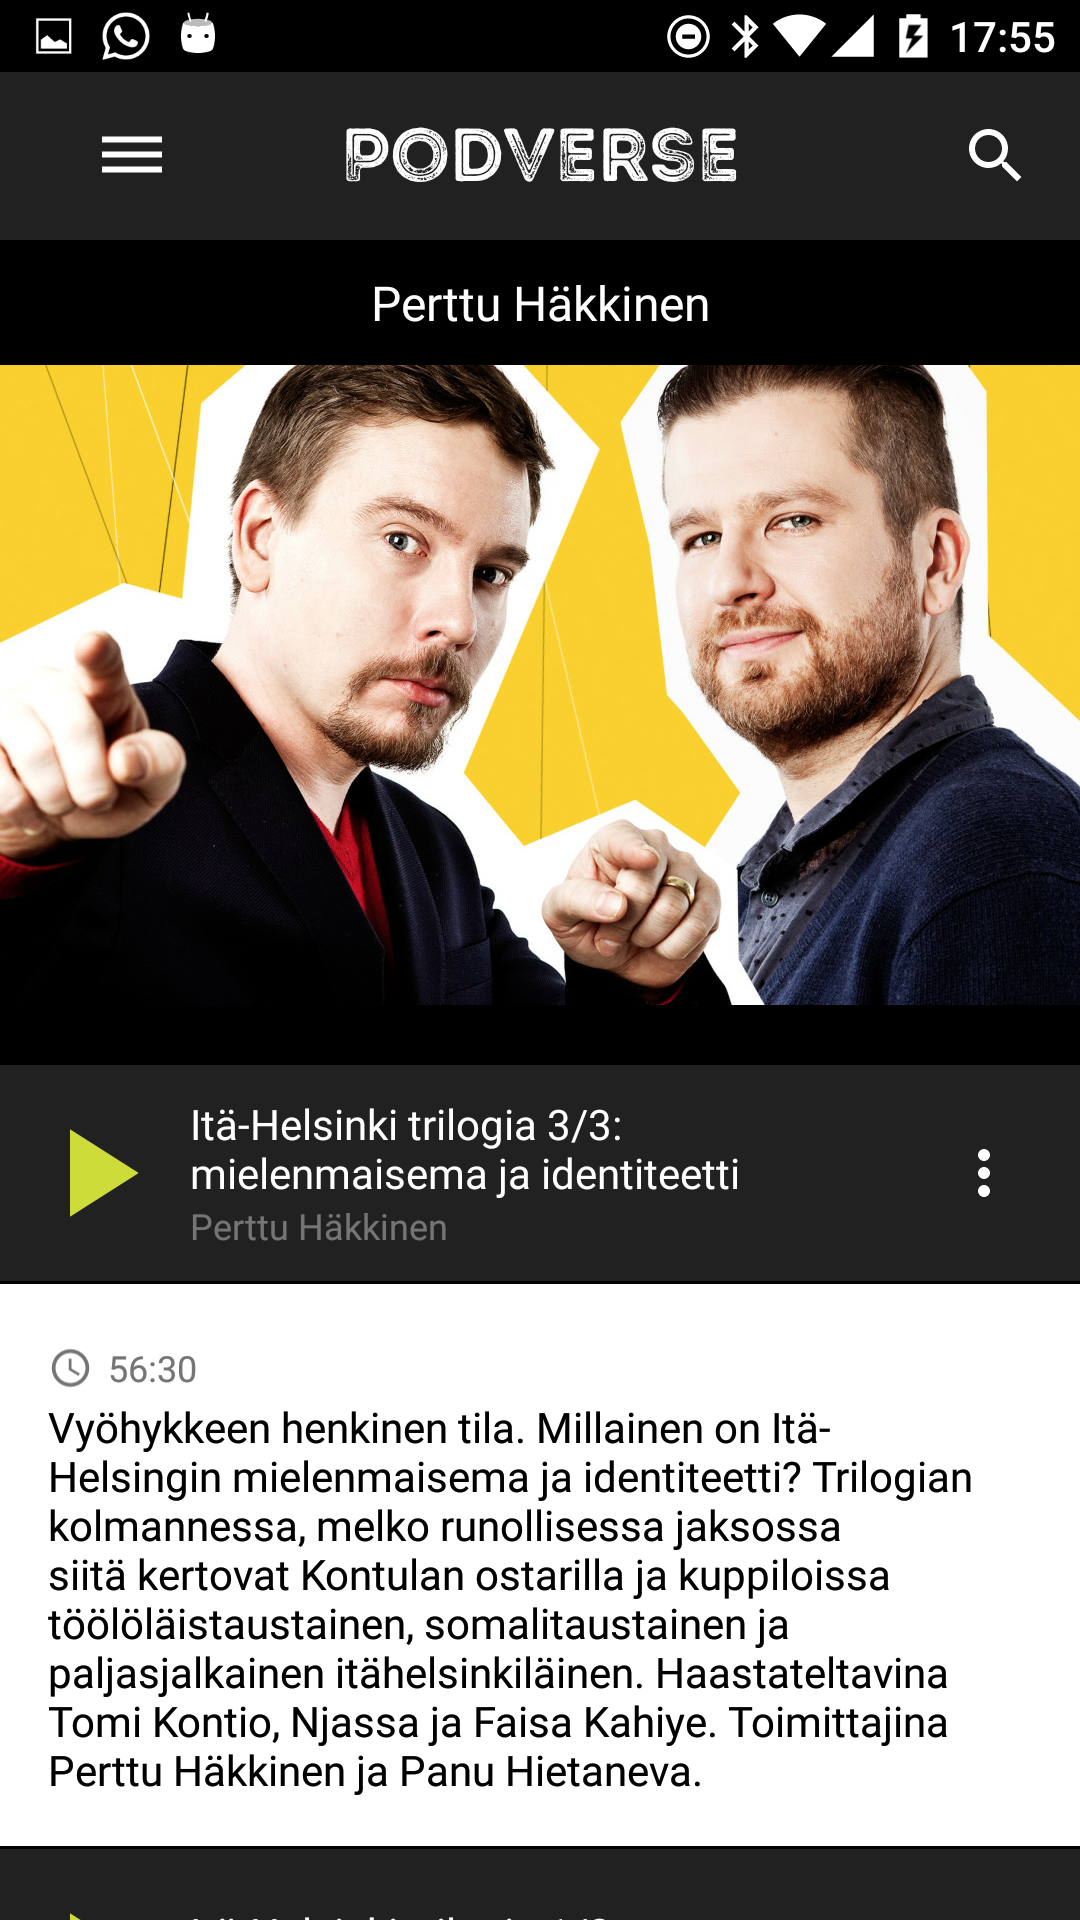 17:55
PODVERSE
Perttu Häkkinen
Itä-Helsinki trilogia 3/3:
mielenmaisema ja identiteetti
Perttu Häkkinen
56:30
Vyöhykkeen henkinen tila. Millainen on Itä-
Helsingin mielenmaisema ja identiteetti? Trilogian
kolmannessa, melko runollisessa jaksossa
siitä kertovat Kontulan ostarilla ja kuppiloissa
töölöläistaustainen, somalitaustainen ja
paljasjalkainen itähelsinkiläinen. Haastateltavina
Tomi Kontio, Njassa ja Faisa Kahiye. Toimittajina
Perttu Häkkinen ja Panu Hietaneva.